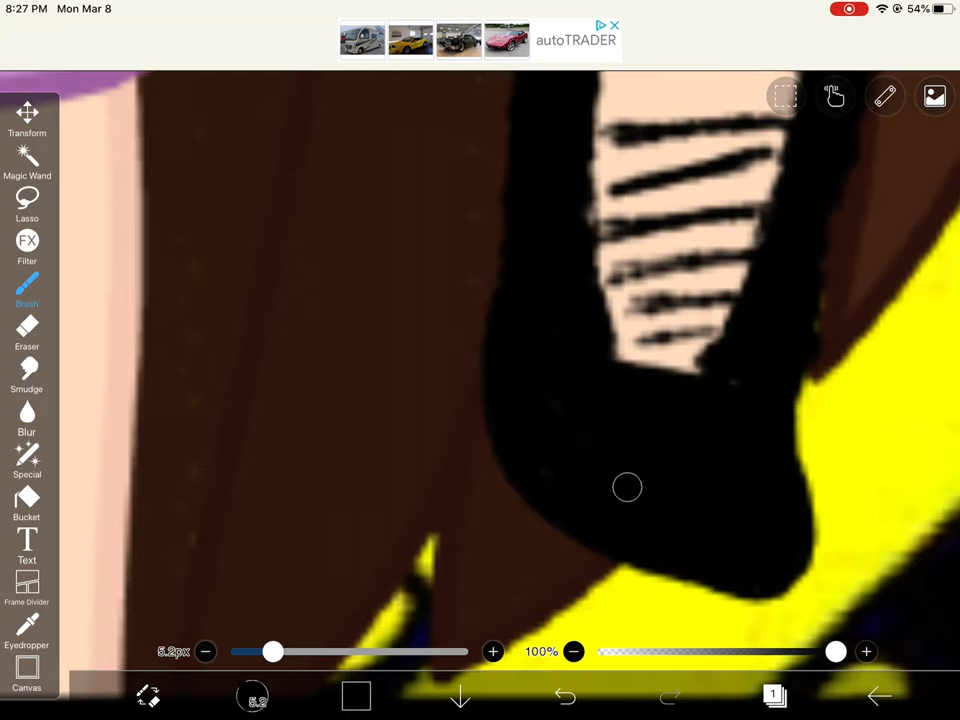 8:27 PM Mon Mar 8
54%
autoTRADER
Transform
Magic Wand
Lasso
FX
Filter
Brush
Eraser
Smudge
Blur
Special
Bucket
T
Text
Frame Divider
Eyedropper
Canvas
5.2px
100%
5.2
1